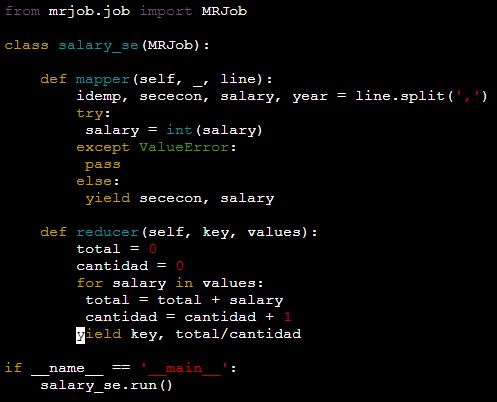 from mrjob.job import MRJob
class salary_se(MRJob):
def mapper(self, _, line):
idemp, sececon, salary, year = line.split(',')
try:
salary = int(salary)
except ValueError:
pass
else:
yield sececon, salary
def reducer(self, key, values):
total = 0
cantidad = 0
for salary in values:
total = total + salary
cantidad = cantidad + 1
yield key, total/cantidad
if __name__ == '__main__':
salary_se.run()